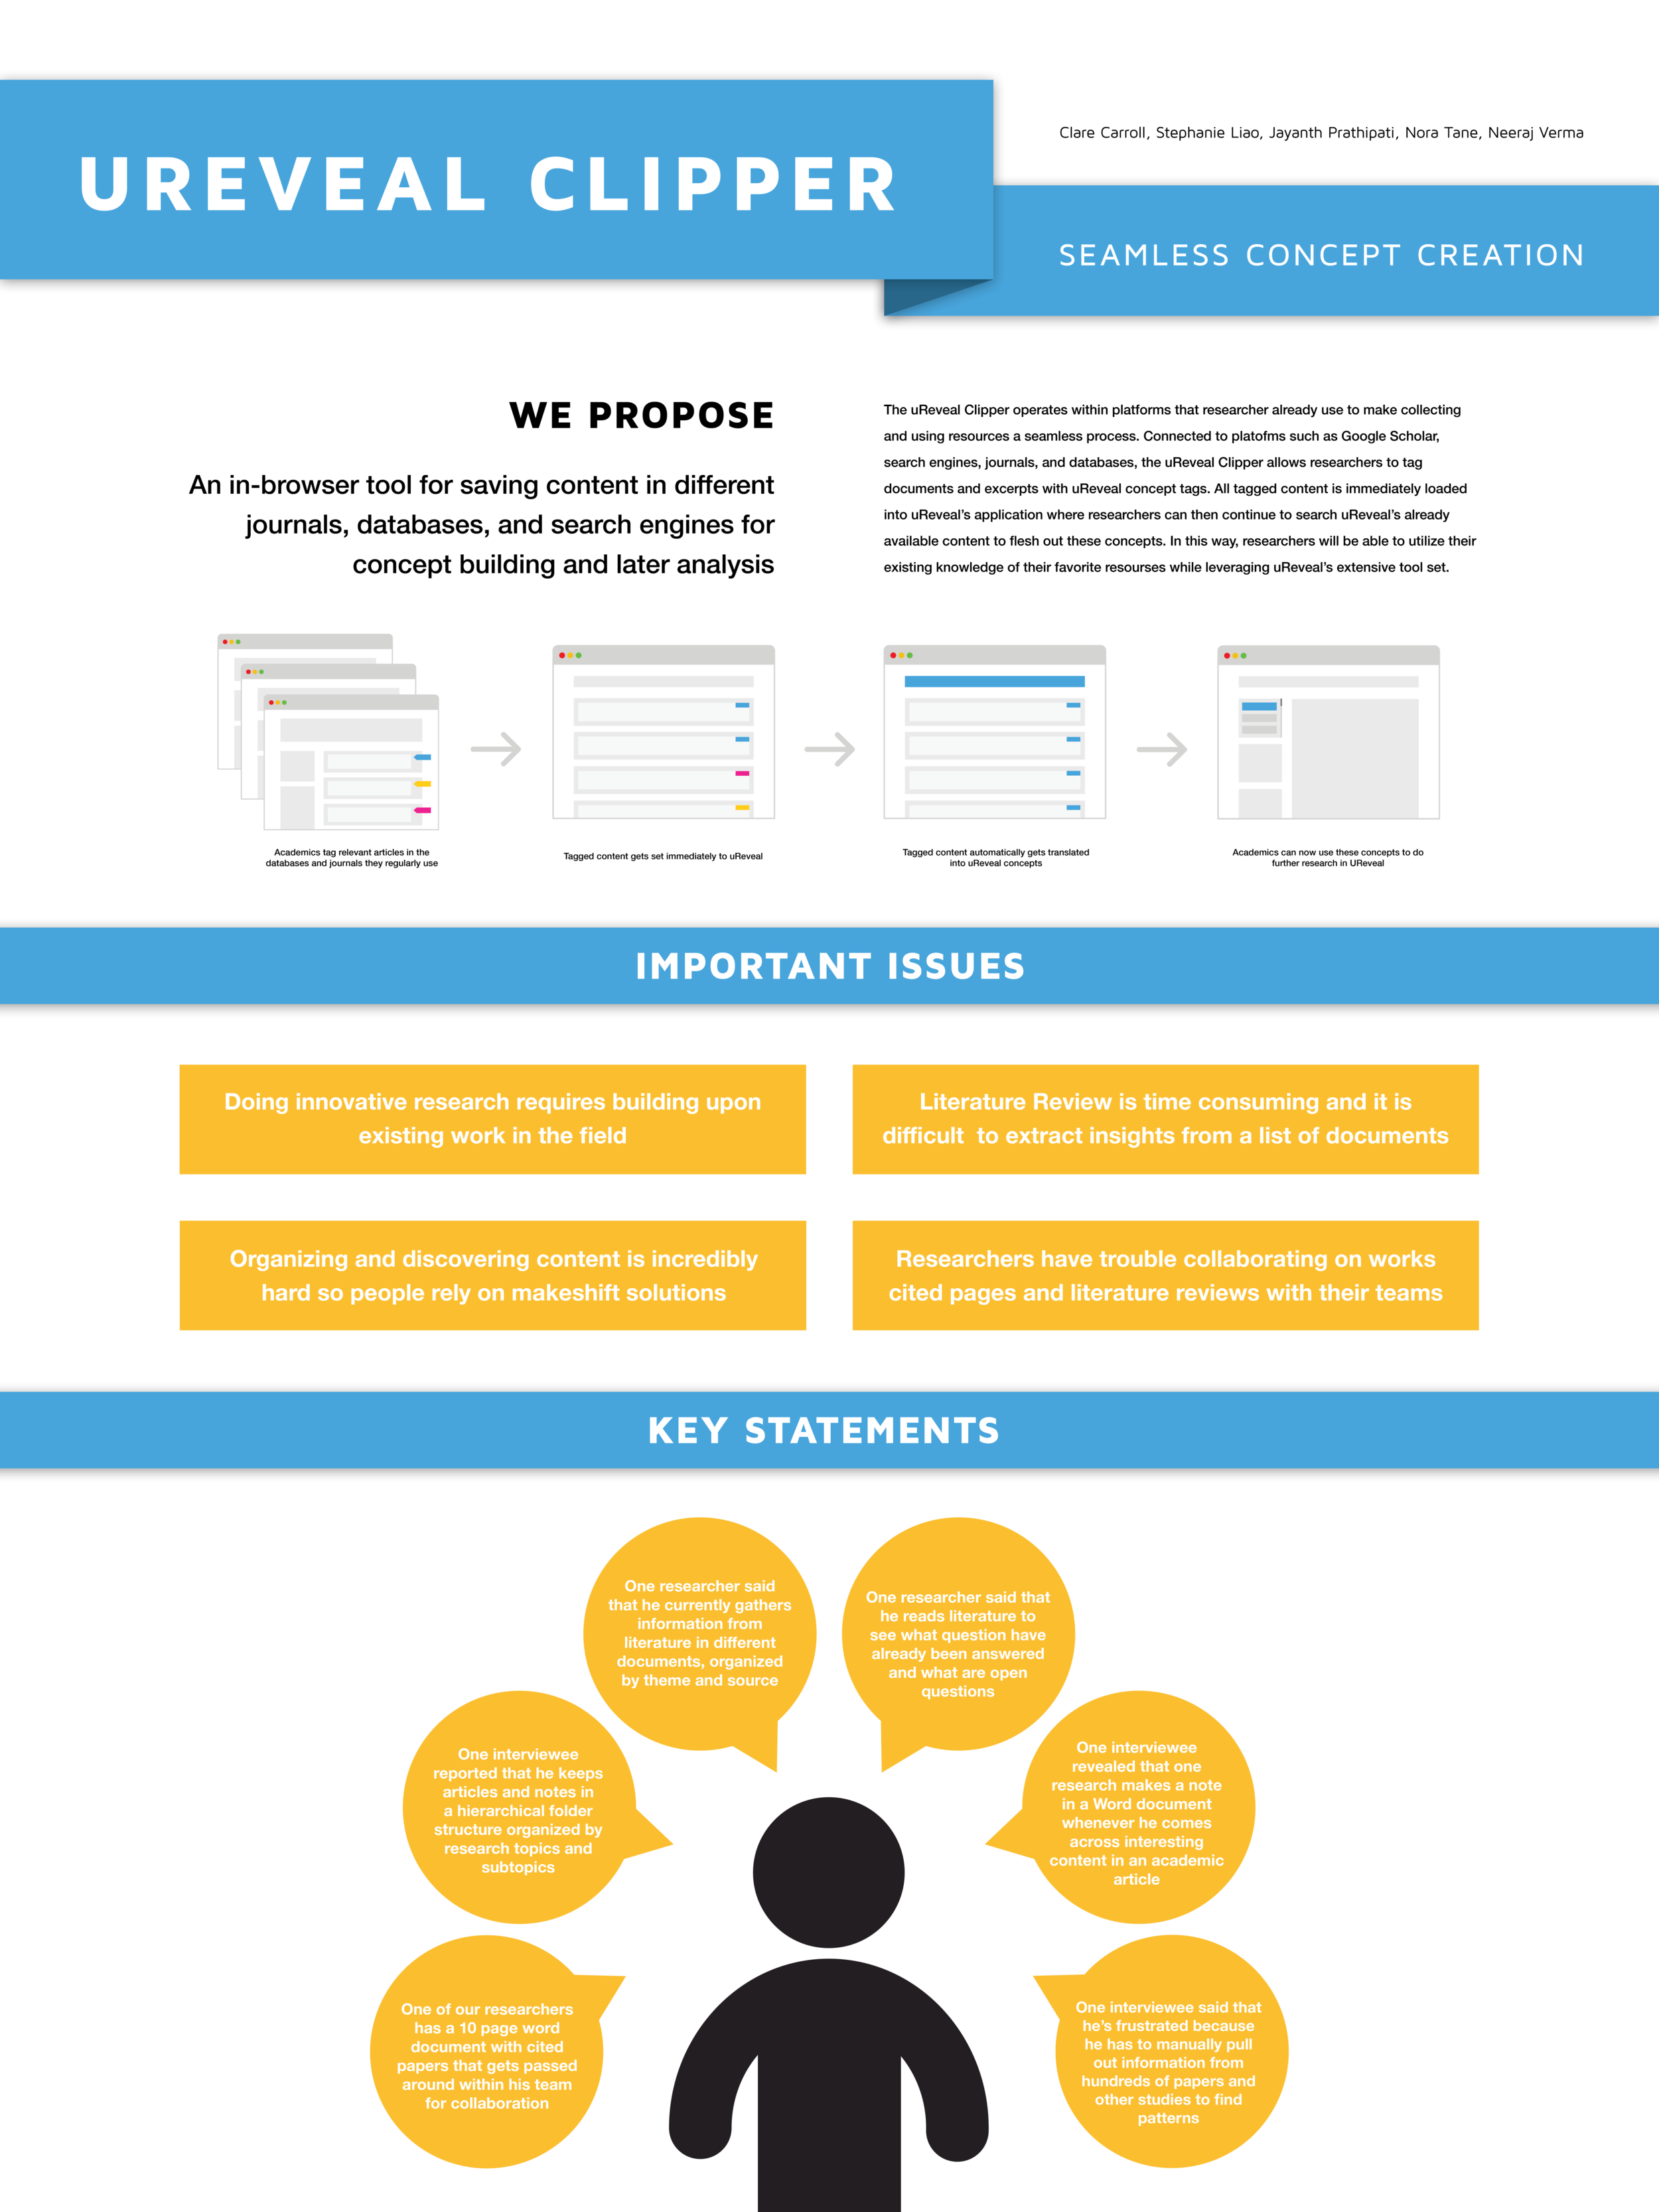 UREVEAL CLIPPER
Clare Carroll, Stephanie Liao, Jayanth Prathipati, Nora Tane, Neeraj Verma
SEAMLESS CONCEPT CREATION
WE PROPOSE
An in-browser tool for saving content in different
journals, databases, and search engines for
concept building and later analysis
The uReveal Clipper operates within platforms that researcher already use to make collecting
and using resources a seamless process. Connected to platofms such as Google Scholar,
search engines, journals, and databases, the uReveal Clipper allows researchers to tag
documents and excerpts with uReveal concept tags. All tagged content is immediately loaded
into uReveal’s application where researchers can then continue to search uReveal’s already
available content to flesh out these concepts. In this way, researchers will be able to utilize their
existing knowledge of their favorite resourses while leveraging uReveal’s extensive tool set.
Academics tag relevant articles in the
databases and journals they regularly use
Tagged content gets set immediately to uReveal
Tagged content automatically gets translated
into uReveal concepts
Academics can now use these concepts to do
further research in UReveal
IMPORTANT ISSUES
Doing innovative research requires building upon
existing work in the field
Literature Review is time consuming and it is
difficult to extract insights from a list of documents
Organizing and discovering content is incredibly
hard so people rely on makeshift solutions
Researchers have trouble collaborating on works
cited pages and literature reviews with their teams
KEY STATEMENTS
One researcher said
that he currently gathers
information from
literature in different
documents, organized
by theme and source
One researcher said that
he reads literature to
see what question have
already been answered
and what are open
questions
One interviewee
reported that he keeps
articles and notes in
a hierarchical folder
structure organized by
research topics and
subtopics
One interviewee
revealed that one
research makes a note
in a Word document
whenever he comes
across interesting
content in an academic
article
One of our researchers
has a 10 page word
document with cited
papers that gets passed
around within his team
for collaboration
One interviewee said that
he’s frustrated because
he has to manually pull
out information from
hundreds of papers and
other studies to find
patterns